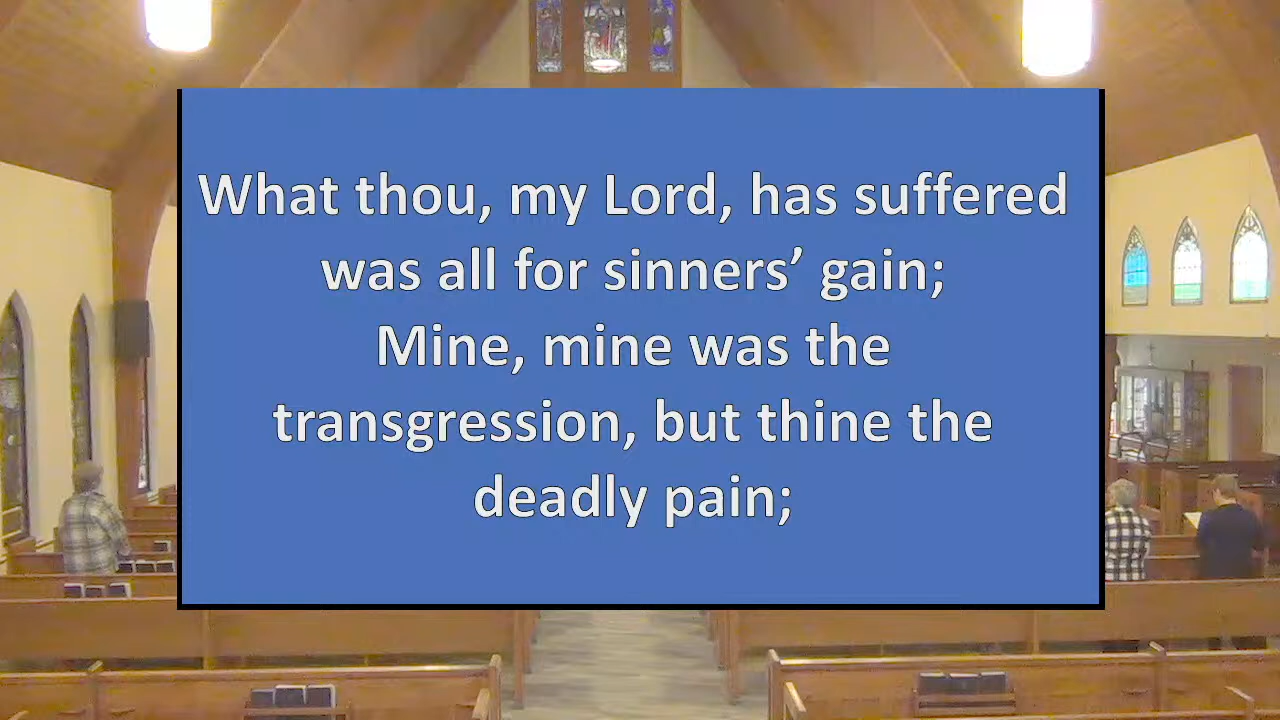 What thou, my Lord, has suffered
was all for sinners’ gain;
Mine, mine was the
transgression, but thine the
deadly pain;